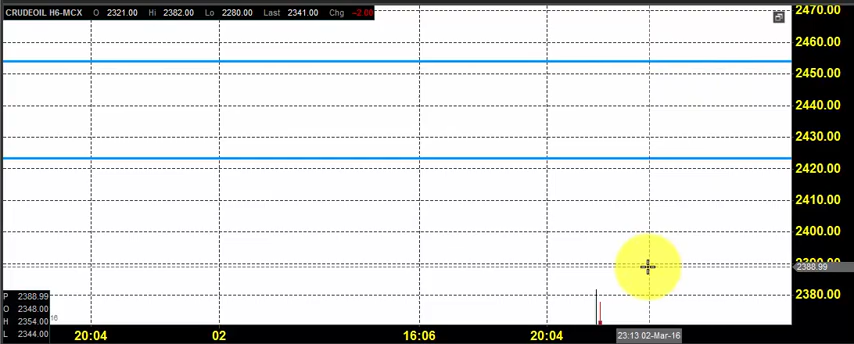 CRUDEOIL H6-MCX O 2321.00 Hi 2382.00 Lo 2280.00 Last 2341.00 Chg
2470.00
2460.00
2450.00
2440.00
2430.00
2420.00
2410.00
2400.00
2388.99
2380.00
P 2388.99
O 2348.00
H 2354.00
L 2344.00
20:04 02 16:06 20:04 23:13 02-Mar-16